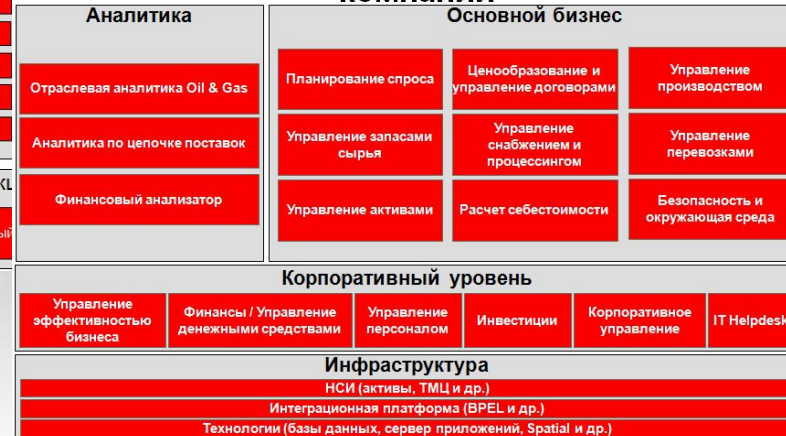 Аналитика
Отраслевая аналитика Oil & Gas
Аналитика по цепочке поставок
Финансовый анализатор
Основной бизнес
Планирование спроса
Ценообразование и
управление договорами
Управление
производством
Управление запасами
сырья
Управление
снабжением и
процессингом
Управление
перевозками
Управление активами
Расчет себестоимости
Безопасность и
окружающая среда
Корпоративный уровень
Управление
эффективностью
бизнеса
Финансы / Управление
денежными средствами
Управление
персоналом
Инвестиции
Корпоративное
управление
IT Helpdesk
Инфраструктура
НСИ (активы, ТМЦ и др.)
Интеграционная платформа (BPEL и др.)
Технологии (базы данных, сервер приложений, Spatial и др.)